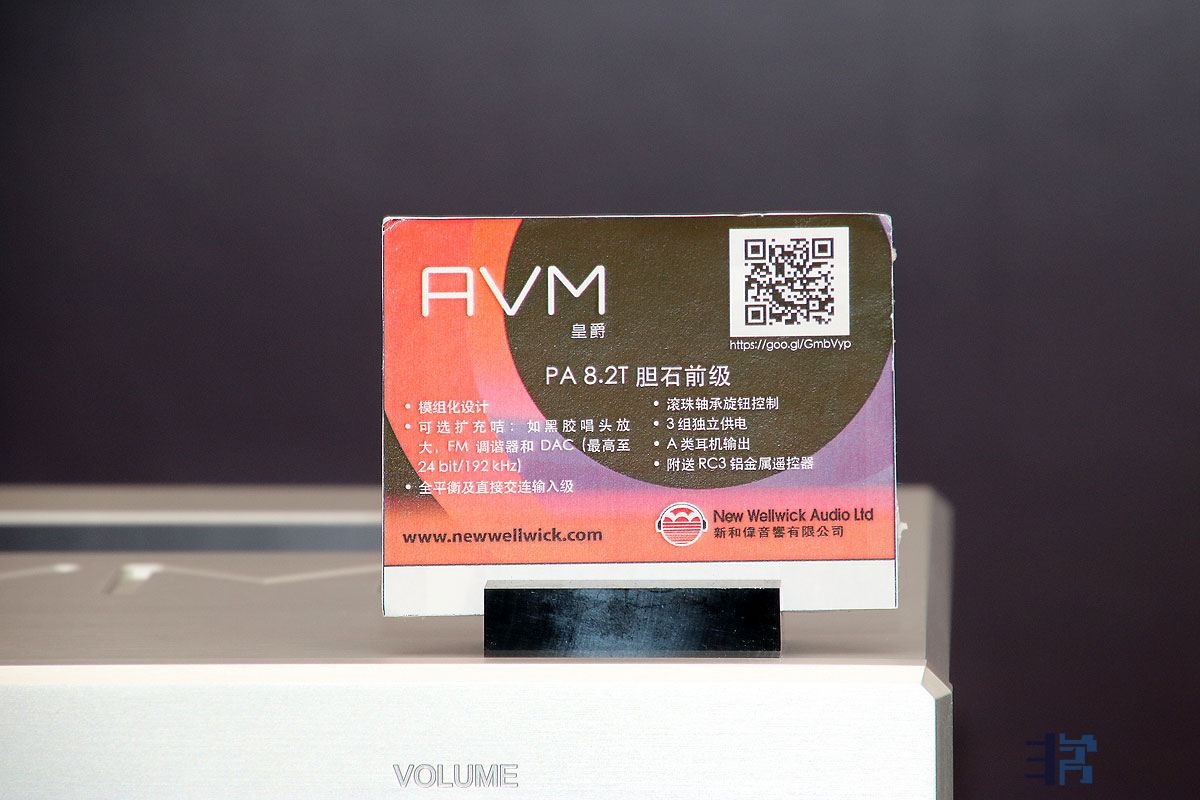 AVM
皇爵
https://goo.gl/GmbVyp
PA 8.2T 胆石前级
• 模组化设计
• 可选扩充咭：如黑胶唱头放
大，FM 调谐器和 DAC (最高至
24 bit/192 kHz)
• 全平衡及直接交连输入级
• 滚珠轴承旋钮控制
• 3 组独立供电
• A 类耳机输出
• 附送 RC3 铝金属遥控器
www.newwellwick.com
New Wellwick Audio Ltd
新和偉音響有限公司
VOLUME